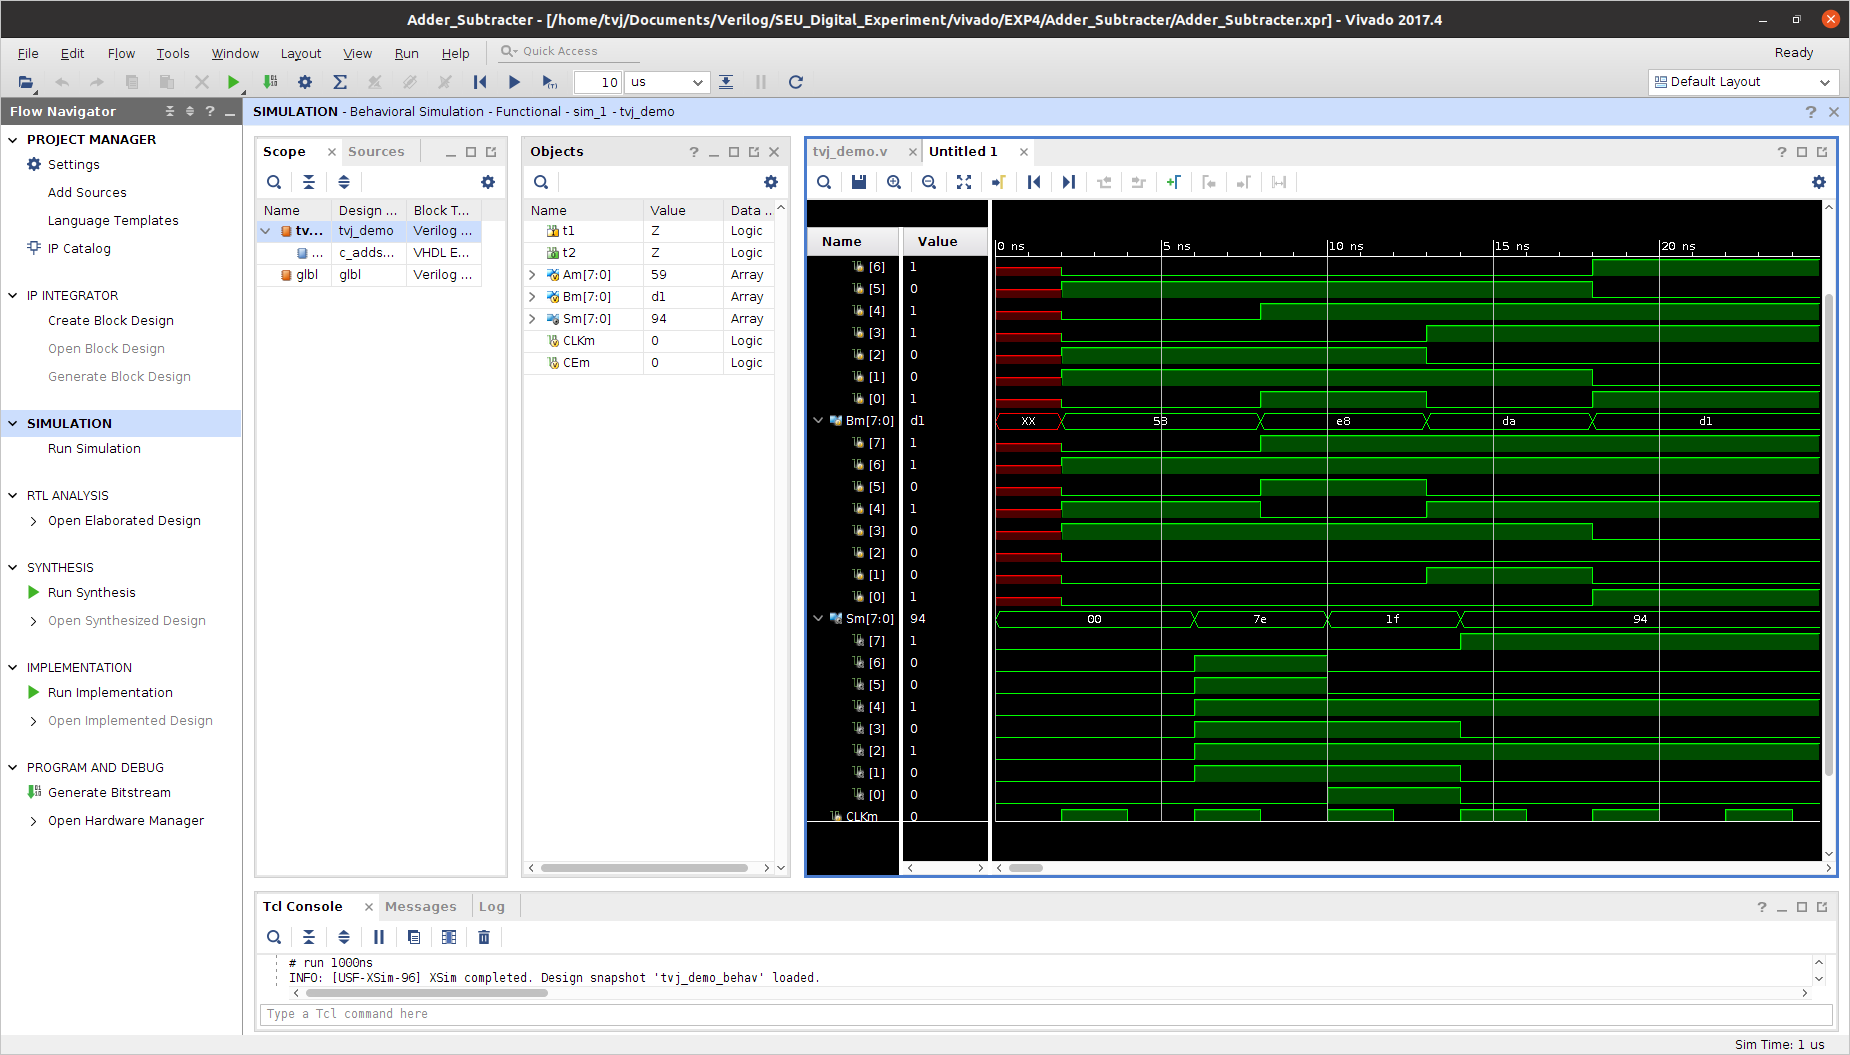 Adder_Subtracter - [/home/tvj/Documents/Verilog/SEU_Digital_Experiment/vivado/EXP4/Adder_Subtracter/Adder_Subtracter.xpr] - Vivado 2017.4
File Edit Flow Tools Window Layout View Run Help Quick Access Ready
10 us Default Layout
Flow Navigator
SIMULATION - Behavioral Simulation - Functional - sim_1 - tvj_demo
PROJECT MANAGER
Settings
Add Sources
Language Templates
IP Catalog
IP INTEGRATOR
Create Block Design
Open Block Design
Generate Block Design
SIMULATION
Run Simulation
RTL ANALYSIS
Open Elaborated Design
SYNTHESIS
Run Synthesis
Open Synthesized Design
IMPLEMENTATION
Run Implementation
Open Implemented Design
PROGRAM AND DEBUG
Generate Bitstream
Open Hardware Manager
Scope Sources
Name Design ... Block T...
tv... tvj_demo Verilog ...
... c_adds... VHDL E...
glbl glbl Verilog ...
Objects
Name Value Data ...
t1 Z Logic
t2 Z Logic
Am[7:0] 59 Array
Bm[7:0] d1 Array
Sm[7:0] 94 Array
CLKm 0 Logic
CEm 0 Logic
tvj_demo.v Untitled 1
Name Value
0 ns 5 ns 10 ns 15 ns 20 ns
[6] 1
[5] 0
[4] 1
[3] 1
[2] 0
[1] 0
[0] 1
Bm[7:0] d1 XX 58 e8 da d1
[7] 1
[6] 1
[5] 0
[4] 1
[3] 0
[2] 0
[1] 0
[0] 1
Sm[7:0] 94 00 7e 1f 94
[7] 1
[6] 0
[5] 0
[4] 1
[3] 0
[2] 1
[1] 0
[0] 0
CLKm 0
Tcl Console Messages Log
# run 1000ns
INFO: [USF-XSim-96] XSim completed. Design snapshot 'tvj_demo_behav' loaded.
Type a Tcl command here
Sim Time: 1 us